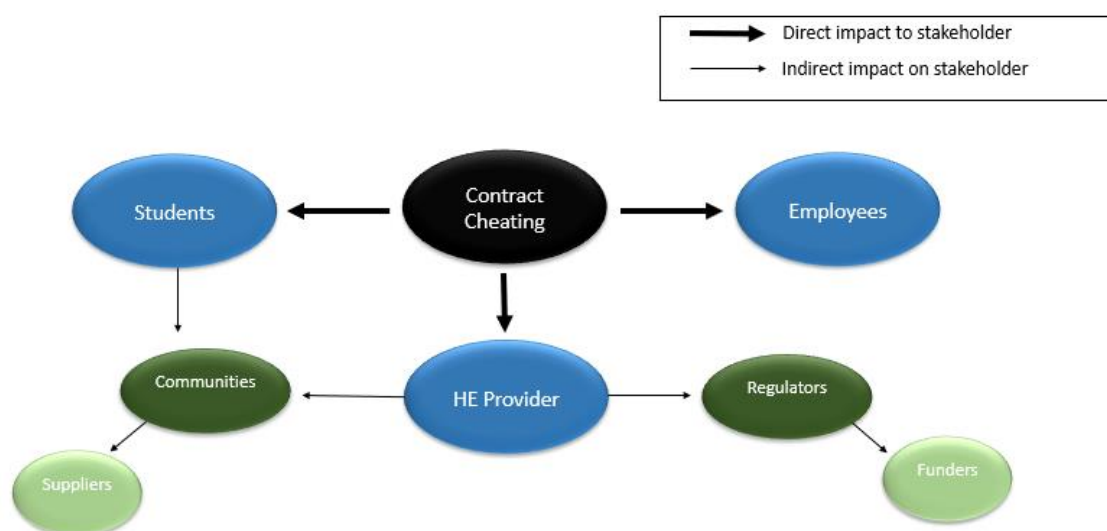 Direct impact to stakeholder
Indirect impact on stakeholder
Students
Contract
Cheating
Employees
Communities
HE Provider
Regulators
Suppliers
Funders